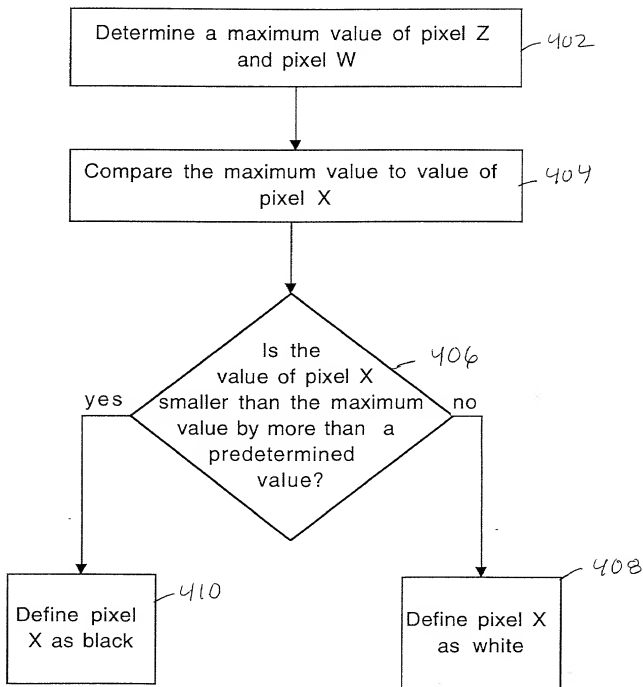 Determine a maximum value of pixel Z
and pixel W
402
Compare the maximum value to value of
pixel X
404
Is the
value of pixel X
smaller than the maximum
value by more than a
predetermined
value?
406
yes
no
410
408
Define pixel
X as black
Define pixel X
as white